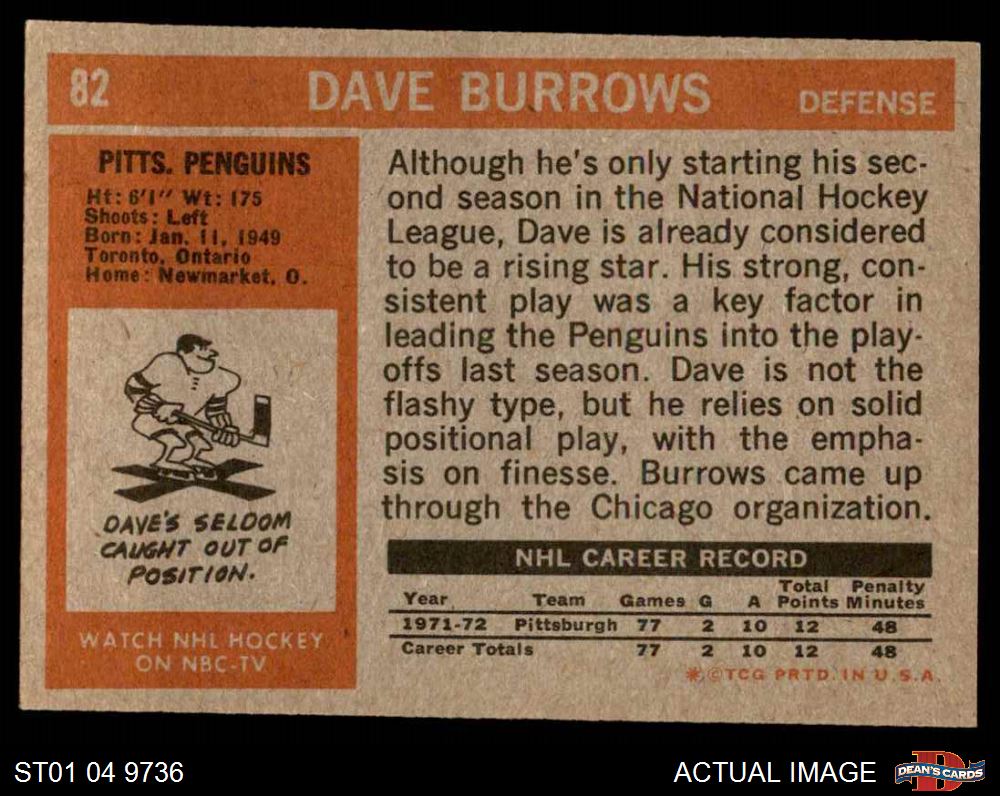 82 DAVE BURROWS DEFENSE
PITTS. PENGUINS
Ht: 6'1" Wt: 175
Shoots: Left
Born: Jan. 11, 1949
Toronto, Ontario
Home: Newmarket, O.
DAVE'S SELDOM
CAUGHT OUT OF
POSITION.
WATCH NHL HOCKEY
ON NBC-TV
Although he's only starting his sec-
ond season in the National Hockey
League, Dave is already considered
to be a rising star. His strong, con-
sistent play was a key factor in
leading the Penguins into the play-
offs last season. Dave is not the
flashy type, but he relies on solid
positional play, with the empha-
sis on finesse. Burrows came up
through the Chicago organization.
NHL CAREER RECORD
Year Team Games G A Total Points Penalty Minutes
1971-72 Pittsburgh 77 2 10 12 48
Career Totals 77 2 10 12 48
*©TCG PRTD. IN U.S.A.
ST01 04 9736 ACTUAL IMAGE D DEAN'S CARDS